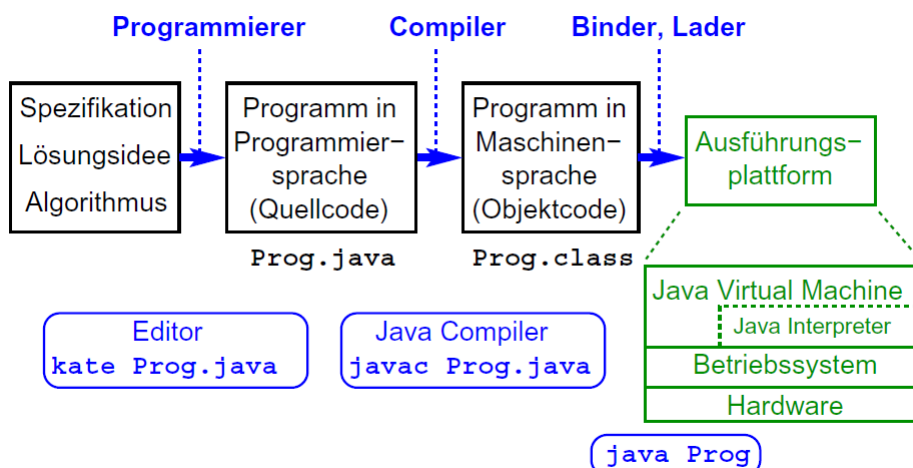 Programmierer
Compiler
Binder, Lader
Spezifikation
Lösungsidee
Algorithmus
Programm in
Programmier-
sprache
(Quellcode)
Programm in
Maschinen-
sprache
(Objektcode)
Ausführungs-
plattform
Prog.java
Prog.class
Java Virtual Machine
Java Interpreter
Betriebssystem
Hardware
Editor
kate Prog.java
Java Compiler
javac Prog.java
java Prog